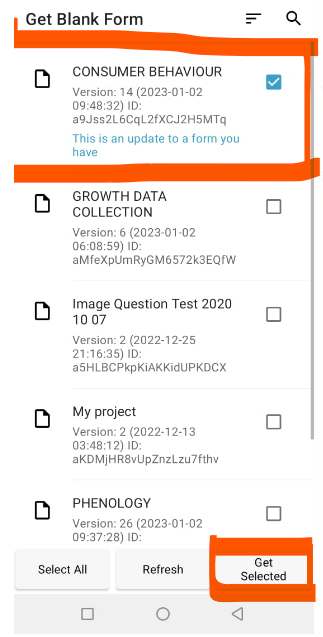 Get Blank Form
CONSUMER BEHAVIOUR
Version: 14 (2023-01-02
09:48:32) ID:
a9Jss2L6CqL2fXCJ2H5MTq
This is an update to a form you
have
GROWTH DATA
COLLECTION
Version: 6 (2023-01-02
06:08:59) ID:
aMfeXpUmRyGM6572k3EQfW
Image Question Test 2020
10 07
Version: 2 (2022-12-25
21:16:35) ID:
a5HLBCPkpKiAKKidUPKDCX
My project
Version: 2 (2022-12-13
03:48:12) ID:
aKDMjHR8vUpZnzLzu7fthv
PHENOLOGY
Version: 26 (2023-01-02
09:37:28) ID:
Select All
Refresh
Get
Selected